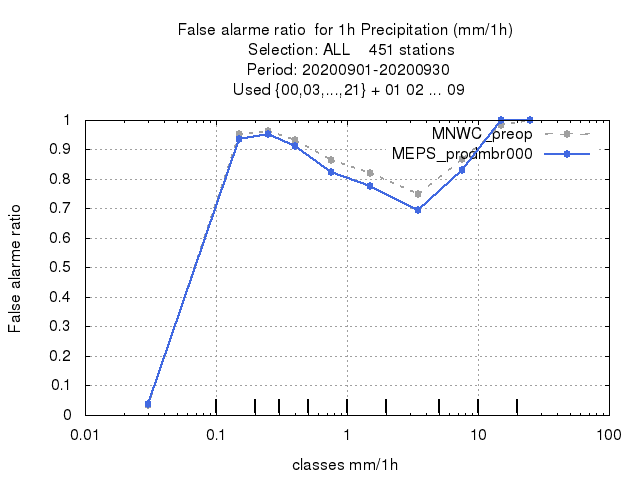 False alarme ratio  for 1h Precipitation (mm/1h)
Selection: ALL    451 stations
Period: 20200901-20200930
Used {00,03,...,21} + 01 02 ... 09
MNWC_preop
MEPS_prodmbr000
1
0.9
0.8
0.7
0.6
0.5
0.4
0.3
0.2
0.1
0
False alarme ratio
0.01
0.1
1
10
100
classes mm/1h